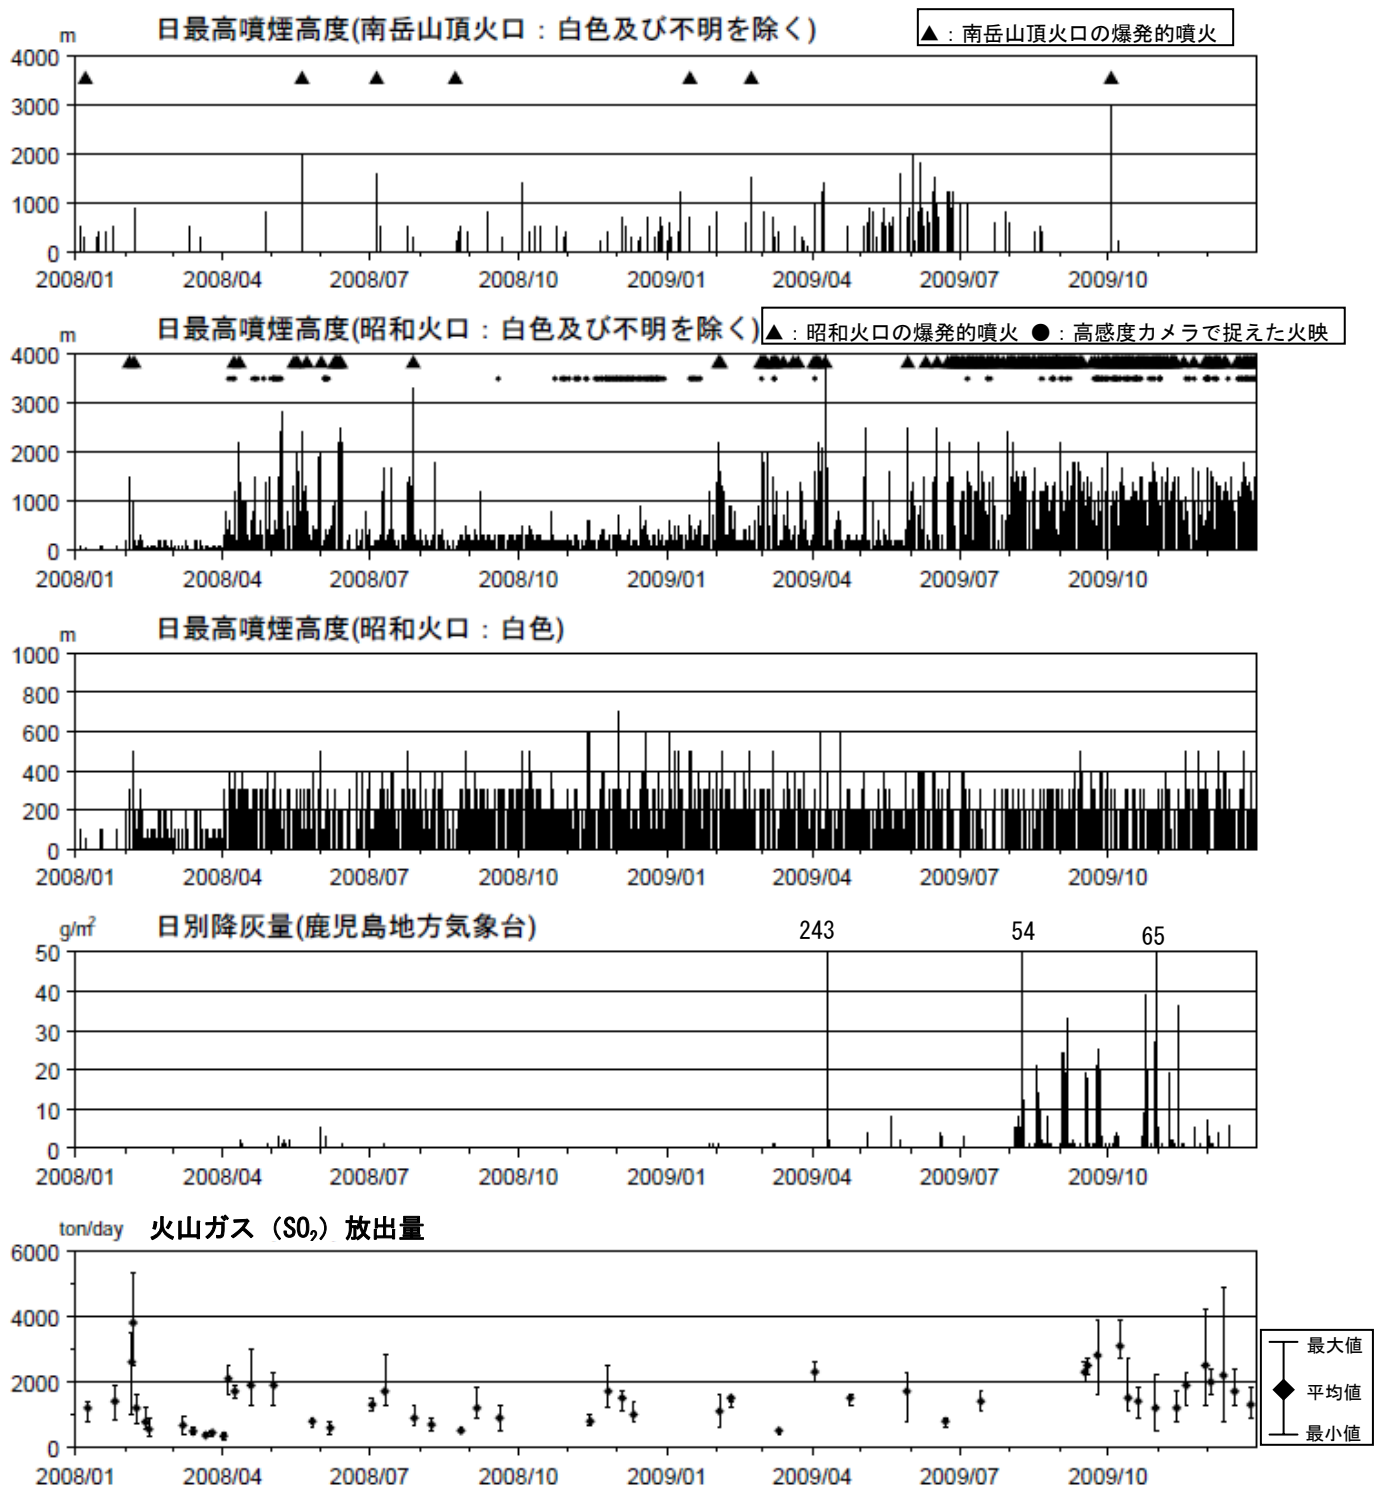 m 日最高噴煙高度(南岳山頂火口：白色及び不明を除く)
▲：南岳山頂火口の爆発的噴火
4000
3000
2000
1000
0
2008/01 2008/04 2008/07 2008/10 2009/01 2009/04 2009/07 2009/10
m 日最高噴煙高度(昭和火口：白色及び不明を除く)
▲：昭和火口の爆発的噴火 ●：高感度カメラで捉えた火映
4000
3000
2000
1000
0
2008/01 2008/04 2008/07 2008/10 2009/01 2009/04 2009/07 2009/10
m 日最高噴煙高度(昭和火口：白色)
1000
800
600
400
200
0
2008/01 2008/04 2008/07 2008/10 2009/01 2009/04 2009/07 2009/10
g/㎡ 日別降灰量(鹿児島地方気象台)
243 54 65
50
40
30
20
10
0
2008/01 2008/04 2008/07 2008/10 2009/01 2009/04 2009/07 2009/10
ton/day 火山ガス（SO₂）放出量
6000
4000
2000
0
2008/01 2008/04 2008/07 2008/10 2009/01 2009/04 2009/07 2009/10
最大値
平均値
最小値